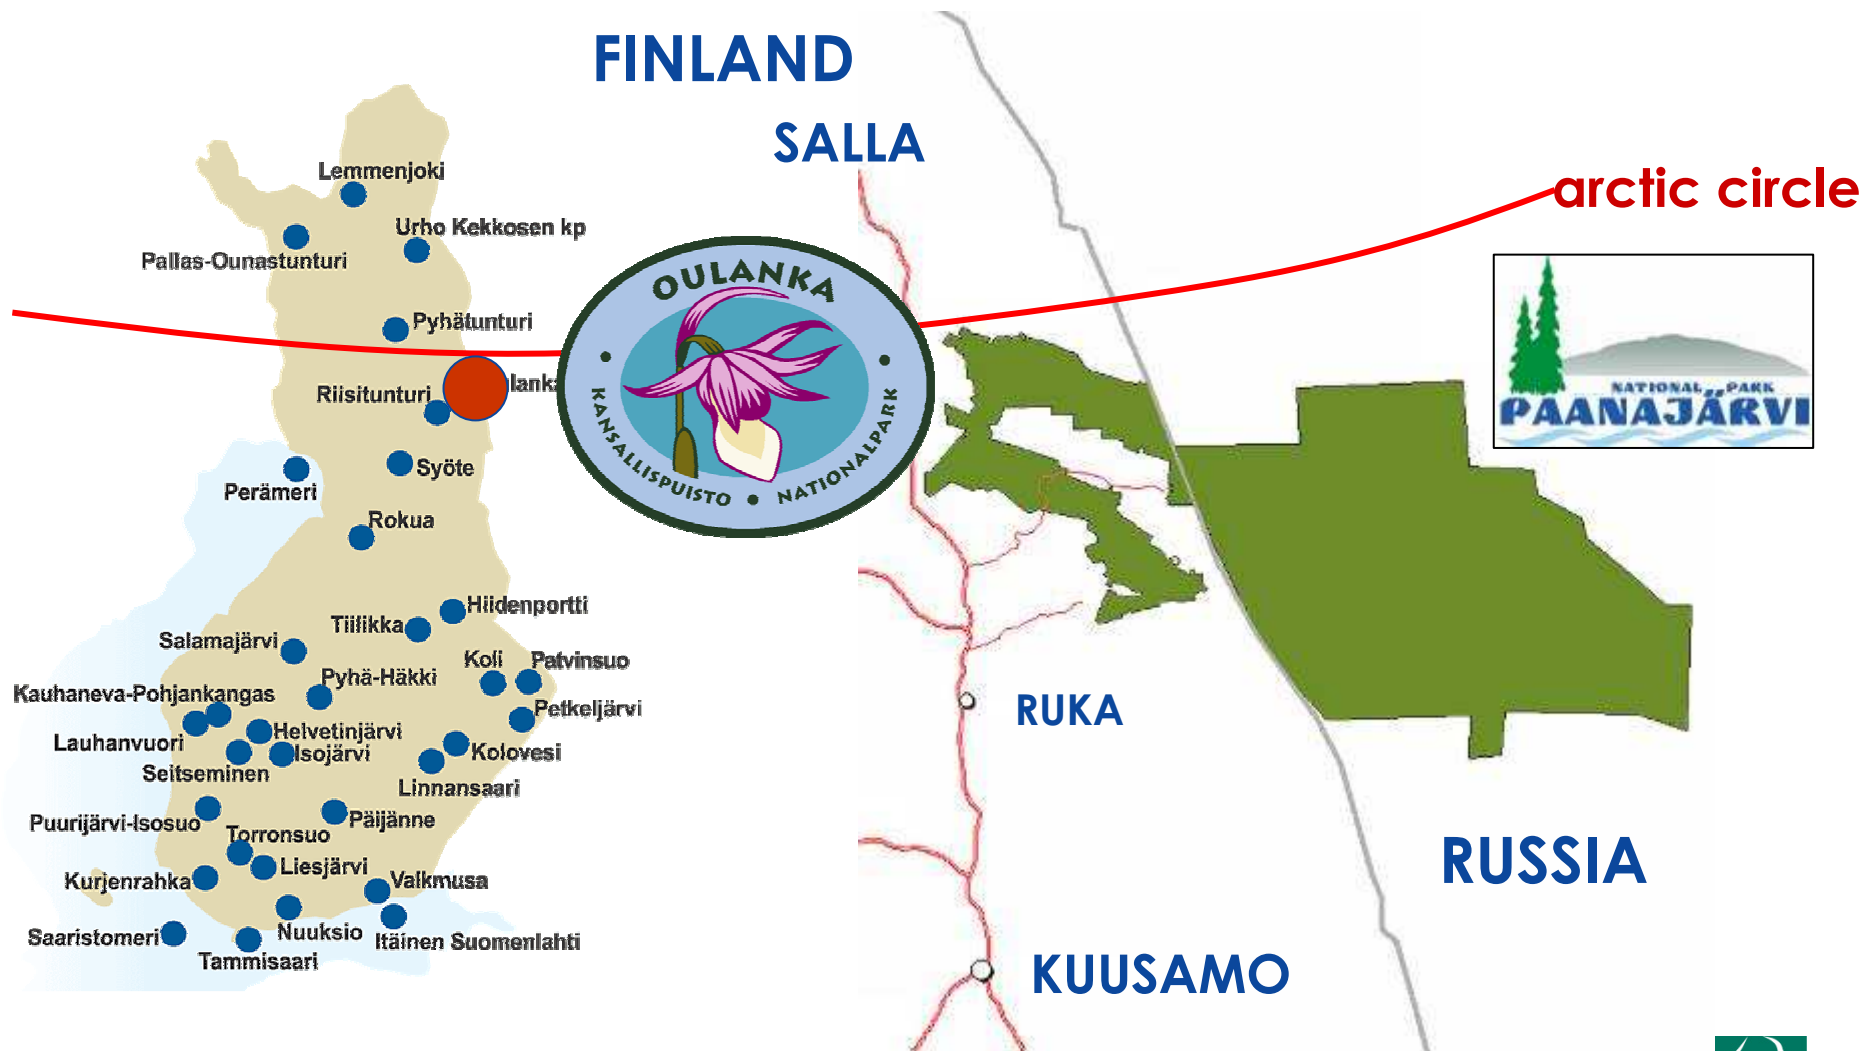 FINLAND
SALLA
arctic circle
Lemmenjoki
Urho Kekkosen kp
Pallas-Ounastunturi
OULANKA
KANSALLISPUISTO • NATIONALPARK
Pyhätunturi
Riisitunturi
NATIONAL PARK
PAANAJÄRVI
Syöte
Perämeri
Rokua
Hiidenportti
Tiilikka
Salamajärvi
Koli
Patvinsuo
Pyhä-Häkki
Kauhaneva-Pohjankangas
Petkeljärvi
RUKA
Helvetinjärvi
Lauhanvuori
Isojärvi
Kolovesi
Seitseminen
Linnansaari
Puurijärvi-Isosuo
Päijänne
Torronsuo
RUSSIA
Liesjärvi
Kurjenrahka
Valkmusa
Saaristomeri
Nuuksio
Itäinen Suomenlahti
Tammisaari
KUUSAMO